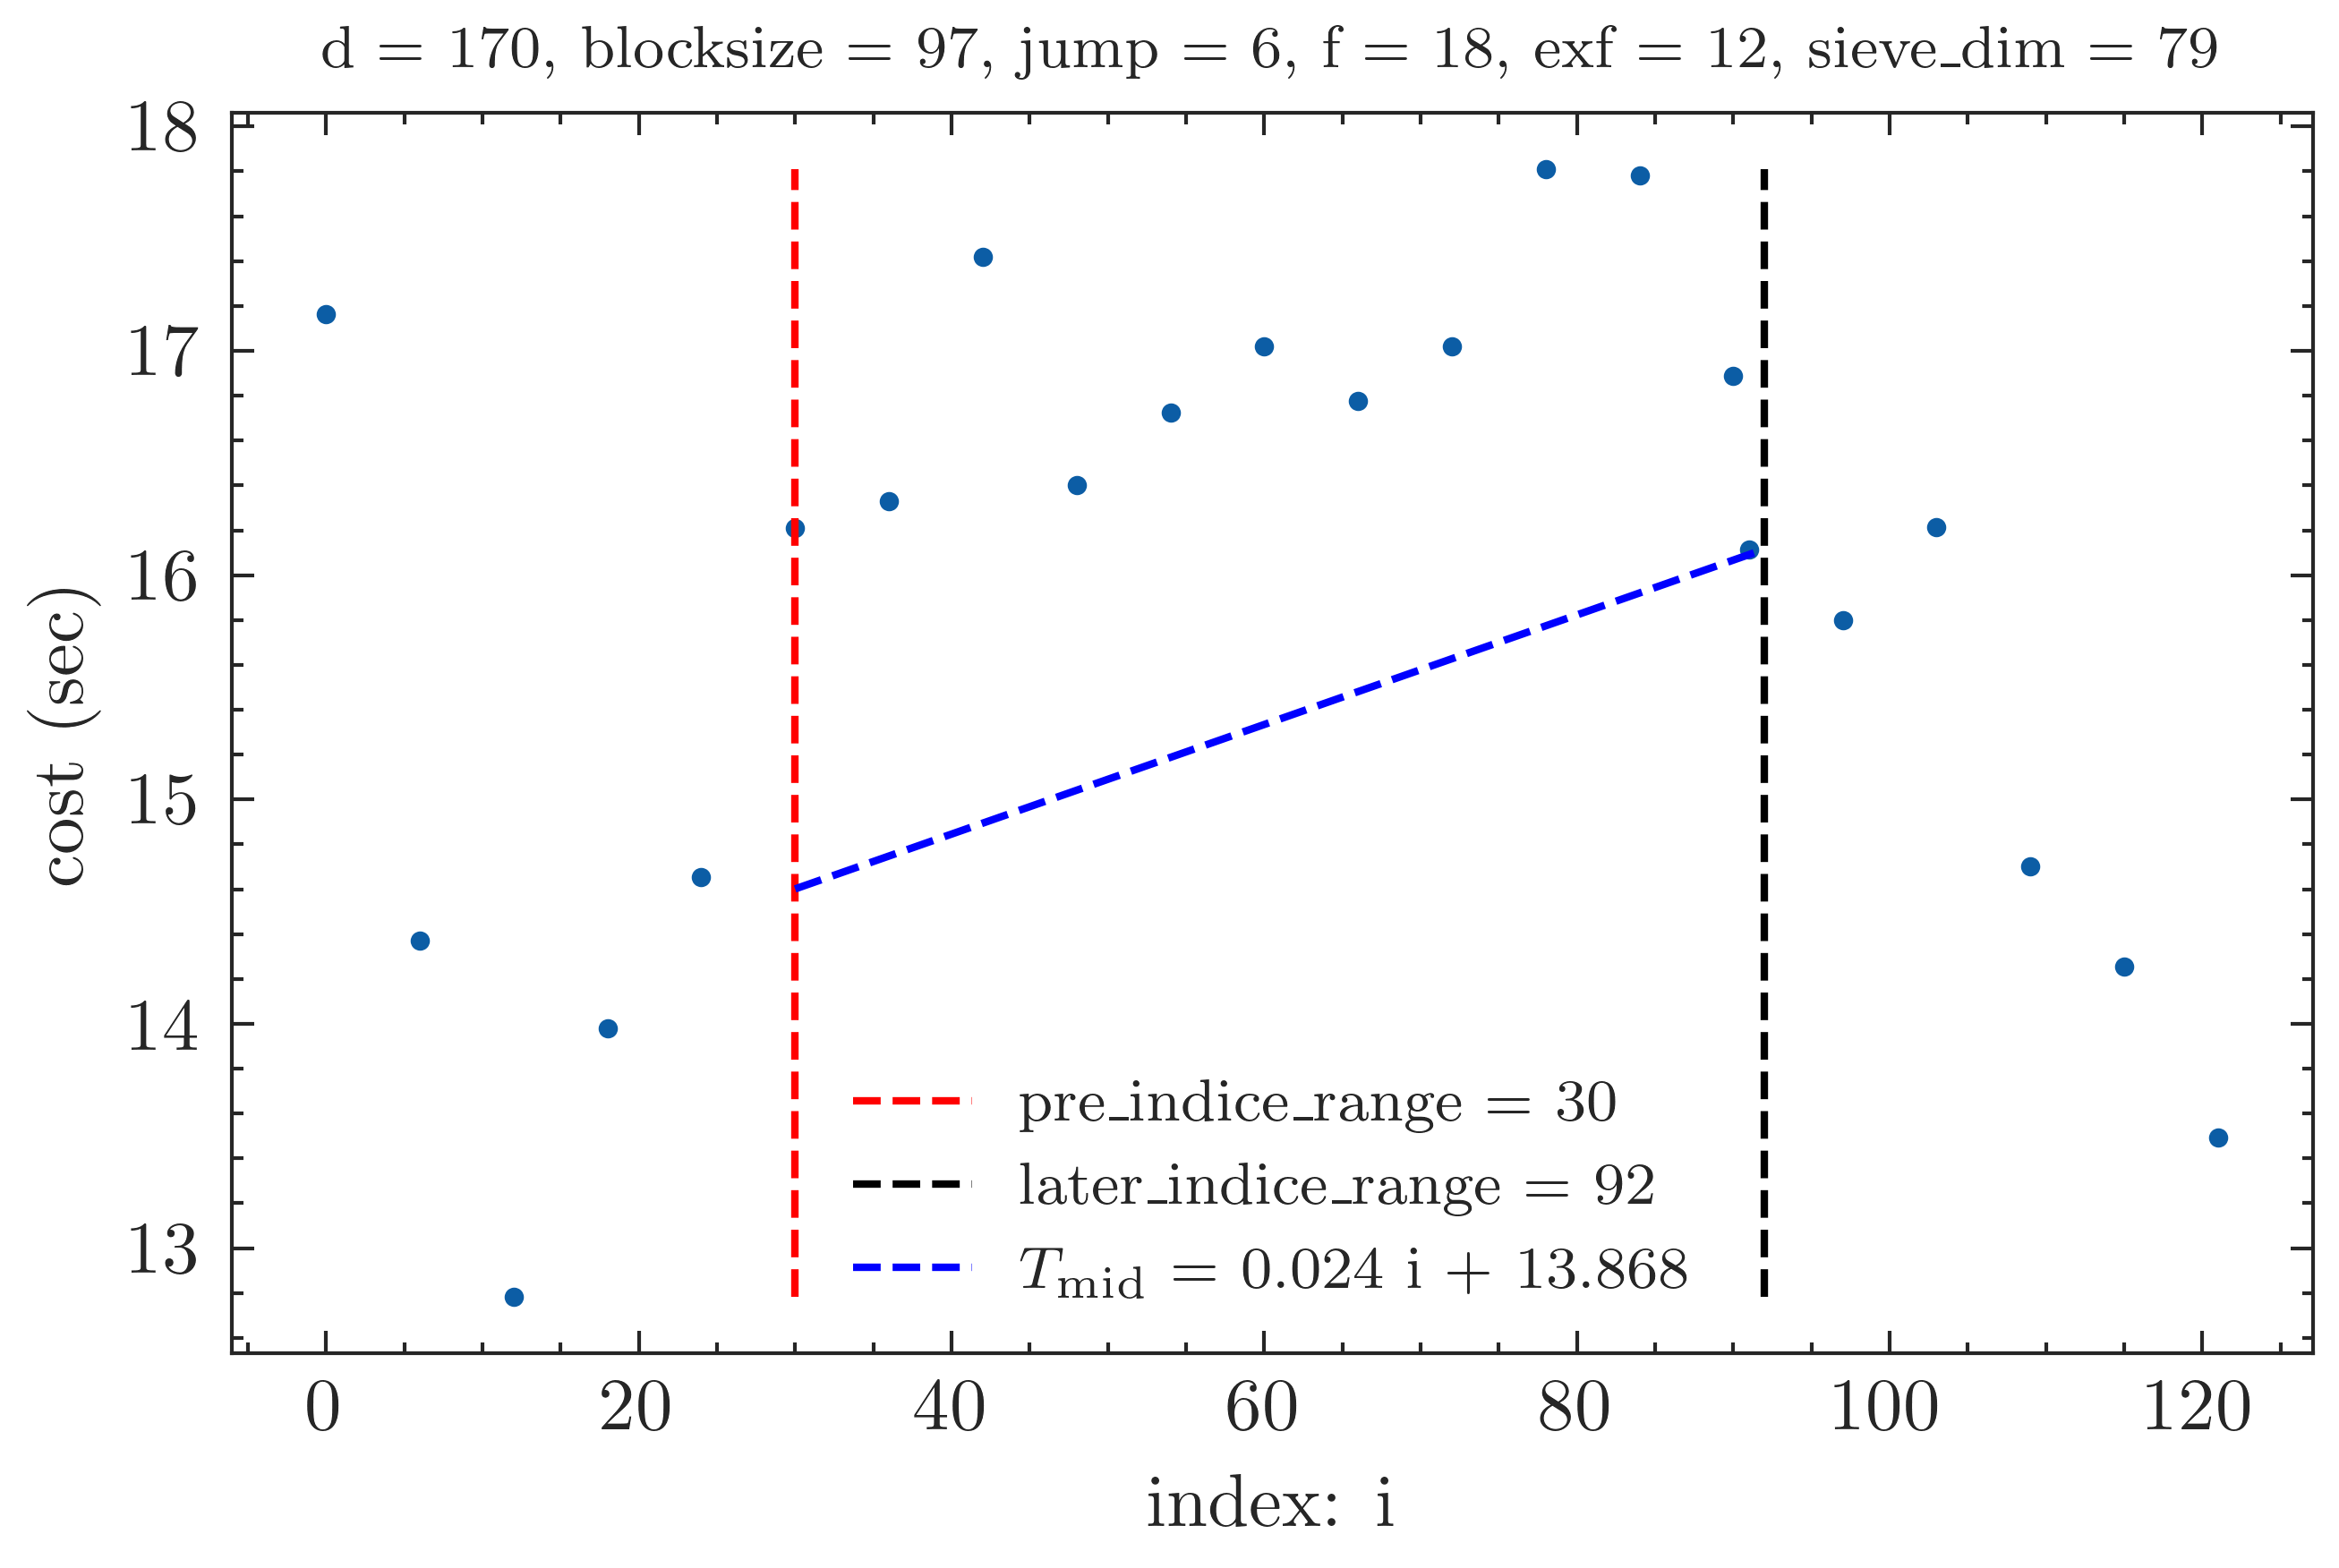 d = 170, blocksize = 97, jump = 6, f = 18, exf = 12, sieve_dim = 79
18
17
16
15
14
13
cost (sec)
pre_indice_range = 30
later_indice_range = 92
T_mid = 0.024 i + 13.868
0 20 40 60 80 100 120
index: i